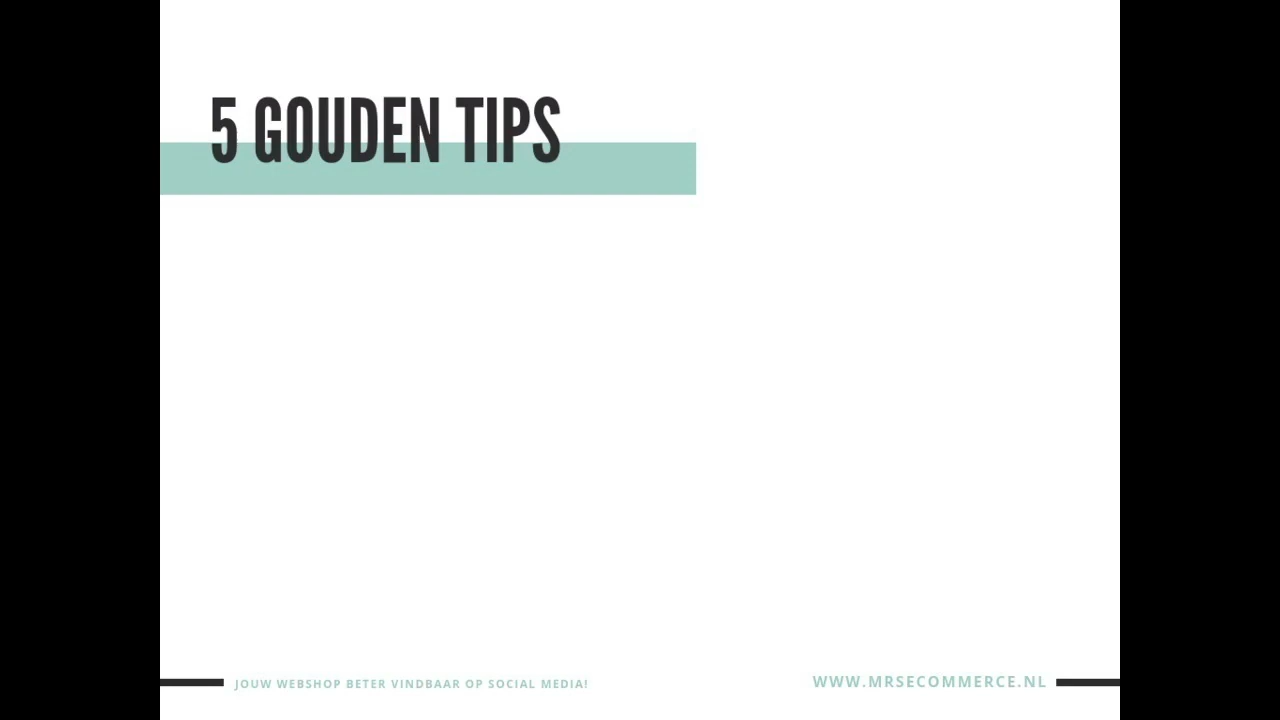 5 GOUDEN TIPS
JOUW WEBSHOP BETER VINDBAAR OP SOCIAL MEDIA!
WWW.MRSECOMMERCE.NL